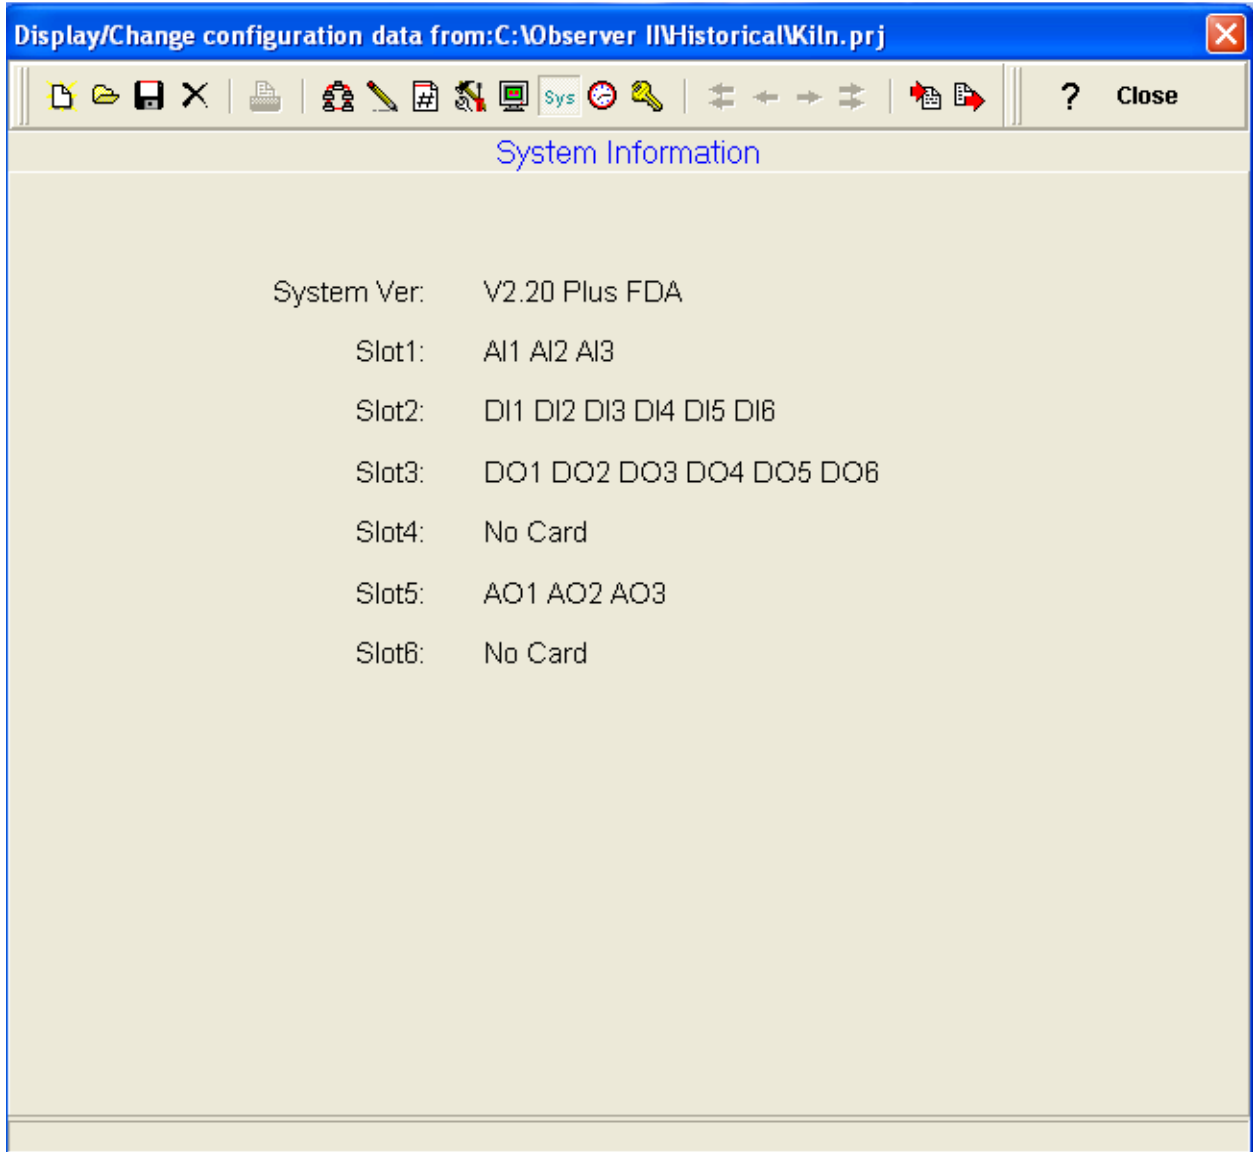 Display/Change configuration data from:C:\Observer II\Historical\Kiln.prj
# Sys ? Close
System Information
System Ver: V2.20 Plus FDA
Slot1: AI1 AI2 AI3
Slot2: DI1 DI2 DI3 DI4 DI5 DI6
Slot3: DO1 DO2 DO3 DO4 DO5 DO6
Slot4: No Card
Slot5: AO1 AO2 AO3
Slot6: No Card